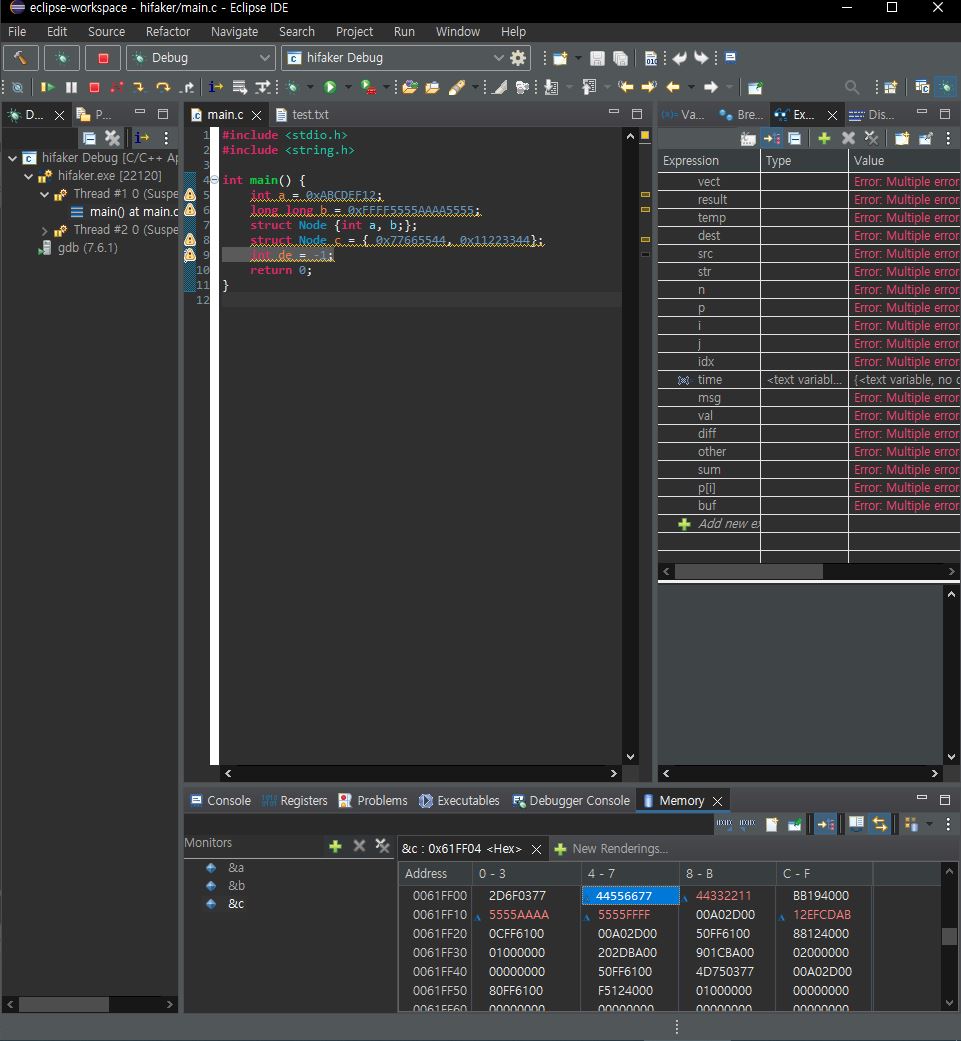 eclipse-workspace - hifaker/main.c - Eclipse IDE
File Edit Source Refactor Navigate Search Project Run Window Help
Debug hifaker Debug
D... P... main.c test.txt Va... Bre... Ex... Dis...
hifaker Debug [C/C++ Ap
hifaker.exe [22120]
Thread #1 0 (Suspe
main() at main.c
Thread #2 0 (Suspe
gdb (7.6.1)
1 #include <stdio.h>
2 #include <string.h>
3
4 int main() {
5 int a = 0xABCDEF12;
6 long long b = 0xFFFF5555AAAA5555;
7 struct Node {int a, b;};
8 struct Node c = { 0x77665544, 0x11223344};
9 int de = -1;
10 return 0;
11 }
12
Expression Type Value
vect Error: Multiple error
result Error: Multiple error
temp Error: Multiple error
dest Error: Multiple error
src Error: Multiple error
str Error: Multiple error
n Error: Multiple error
p Error: Multiple error
i Error: Multiple error
j Error: Multiple error
idx Error: Multiple error
time <text variabl... {<text variable, no d
msg Error: Multiple error
val Error: Multiple error
diff Error: Multiple error
other Error: Multiple error
sum Error: Multiple error
p[i] Error: Multiple error
buf Error: Multiple error
Add new ex
Console Registers Problems Executables Debugger Console Memory
Monitors
&a
&b
&c
&c : 0x61FF04 <Hex> New Renderings...
Address 0 - 3 4 - 7 8 - B C - F
0061FF00 2D6F0377 44556677 44332211 BB194000
0061FF10 5555AAAA 5555FFFF 00A02D00 12EFCDAB
0061FF20 0CFF6100 00A02D00 50FF6100 88124000
0061FF30 01000000 202DBA00 901CBA00 02000000
0061FF40 00000000 50FF6100 4D750377 00A02D00
0061FF50 80FF6100 F5124000 01000000 00000000
0061FF60 00000000 00000000 00000000 00000000